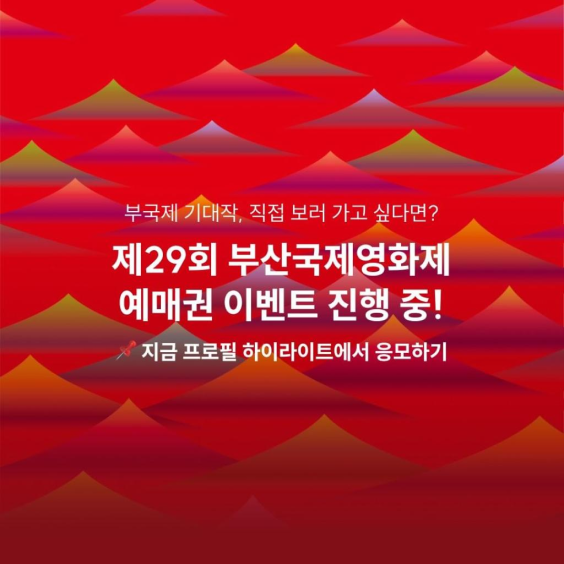 부국제 기대작, 직접 보러 가고 싶다면?
제29회 부산국제영화제
예매권 이벤트 진행 중!
📌 지금 프로필 하이라이트에서 응모하기